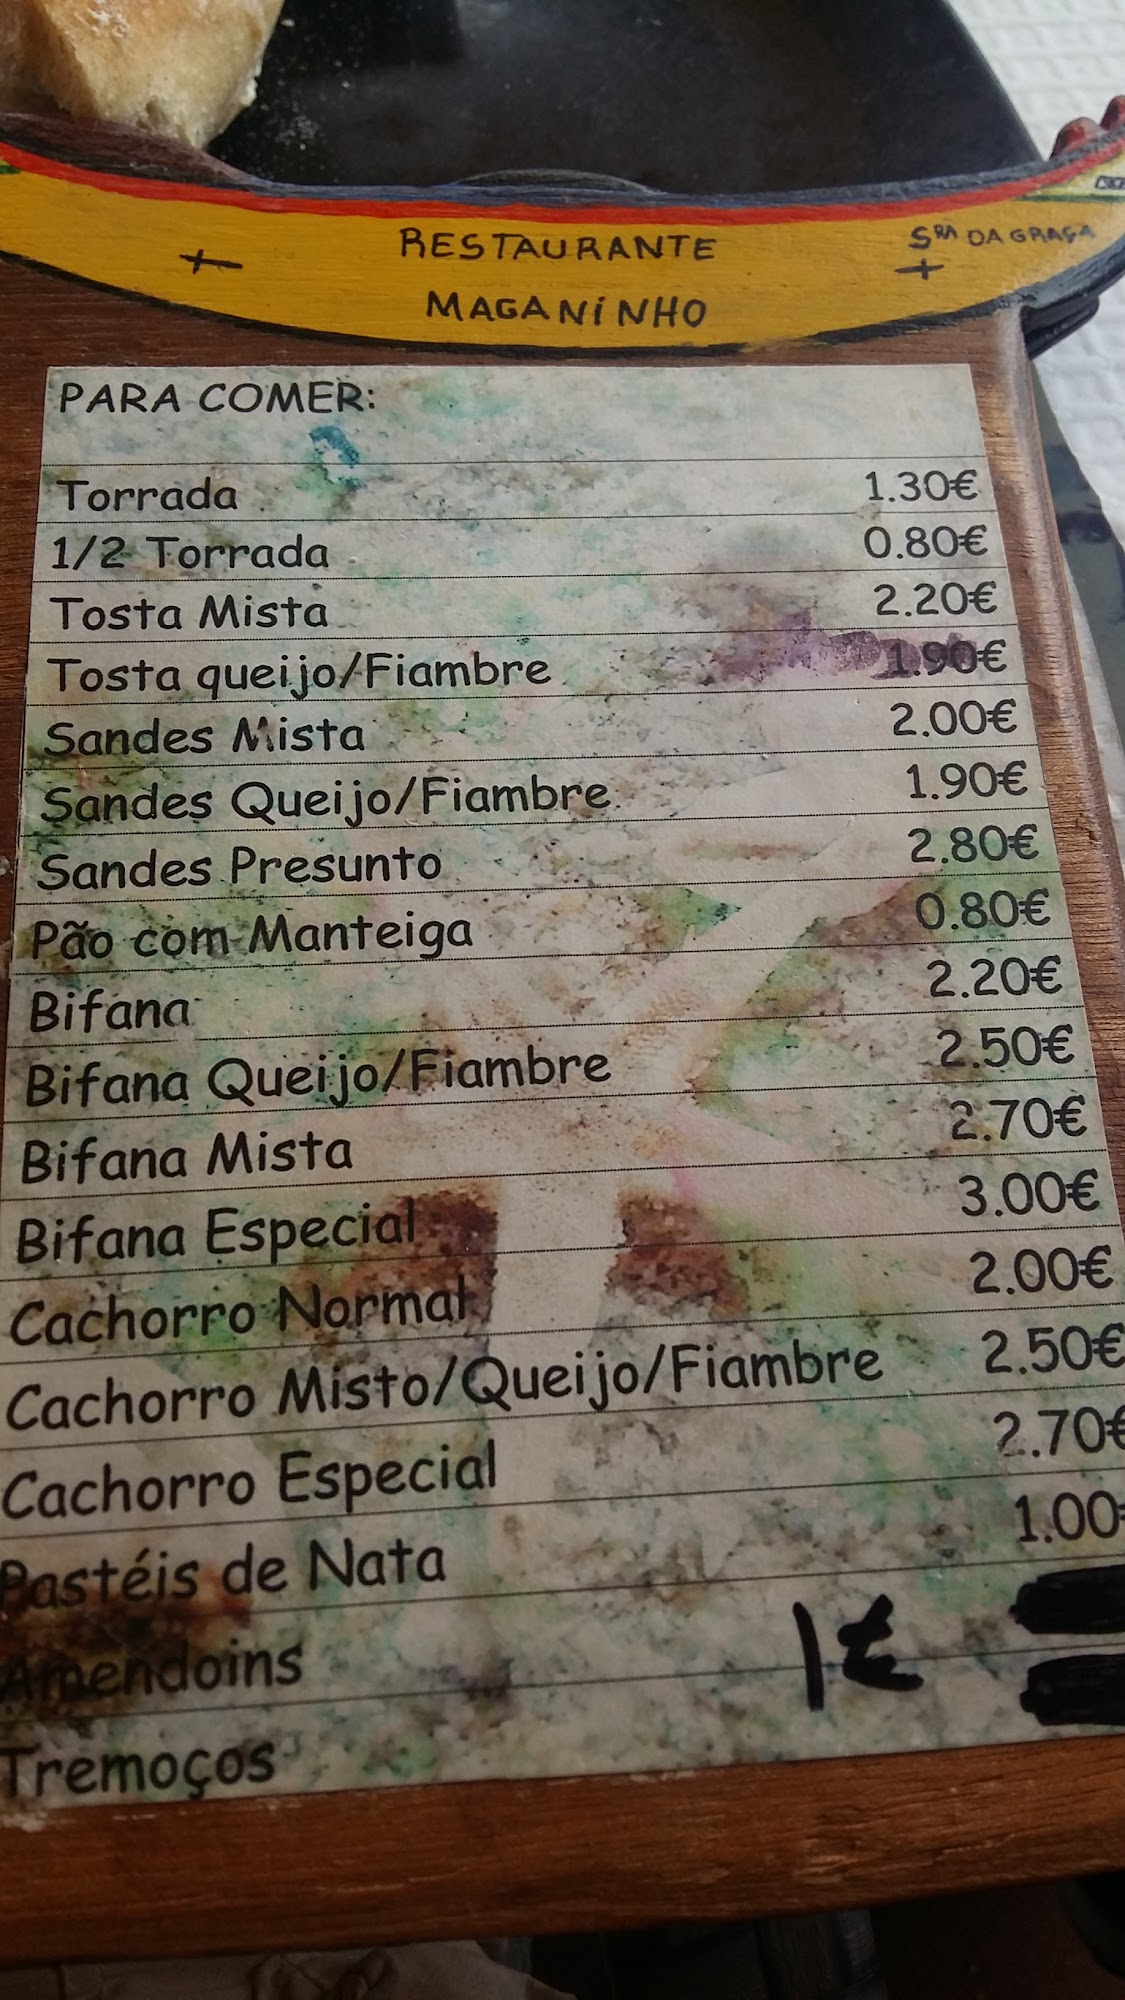 RESTAURANTE
MAGANINHO
SRA DA GRAÇA
PARA COMER:
Torrada 1.30€
1/2 Torrada 0.80€
Tosta Mista 2.20€
Tosta queijo/Fiambre 1.90€
Sandes Mista 2.00€
Sandes Queijo/Fiambre 1.90€
Sandes Presunto 2.80€
Pão com Manteiga 0.80€
Bifana 2.20€
Bifana Queijo/Fiambre 2.50€
Bifana Mista 2.70€
Bifana Especial 3.00€
Cachorro Normal 2.00€
Cachorro Misto/Queijo/Fiambre 2.50€
Cachorro Especial 2.70€
Pastéis de Nata 1.00€
Amendoins 1€
Tremoços